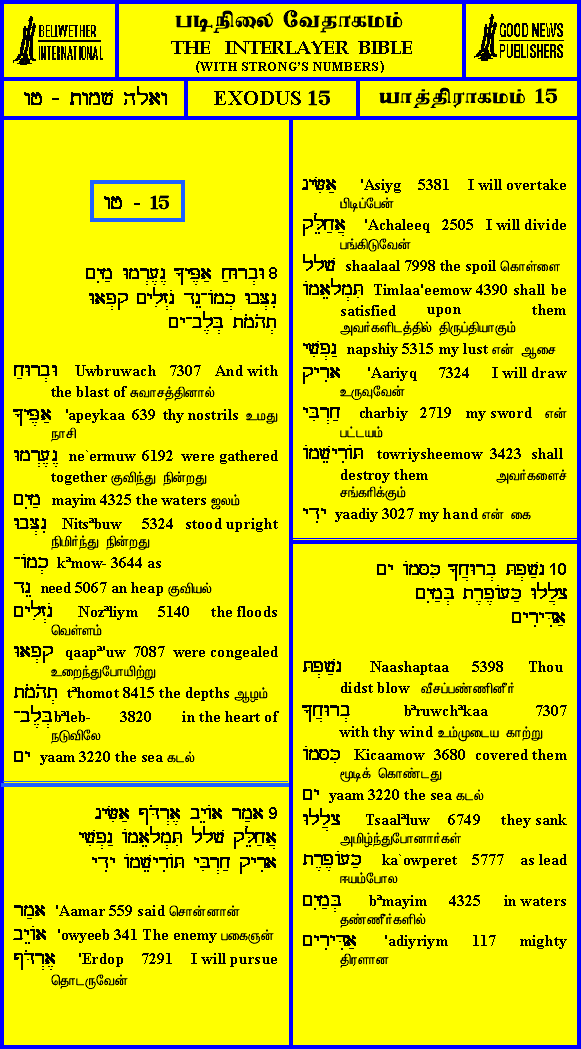 BELLWETHER
INTERNATIONAL
படிநிலை வேதாகமம்
THE INTERLAYER BIBLE
(WITH STRONG'S NUMBERS)
GOOD NEWS
PUBLISHERS
ואלה שמות - טו
EXODUS 15
யாத்திராகமம் 15
טו - 15
8 וּבְרוּחַ אַפֶּיךָ נֶעֶרְמוּ מַיִם
נִצְּבוּ כְמוֹ־נֵד נֹזְלִים קָפְאוּ
תְהֹמֹת בְּלֶב־יָם
וּבְרוּחַ Uwbruwach 7307 And with
the blast of சுவாசத்தினால்
אַפֶּיךָ 'apeykaa 639 thy nostrils உமது
நாசி
נֶעֶרְמוּ ne`ermuw 6192 were gathered
together குவிந்து நின்றது
מַיִם mayim 4325 the waters ஜலம்
נִצְּבוּ Nitsªbuw 5324 stood upright
நிமிர்ந்து நின்றது
כְמוֹ־ kªmow- 3644 as
נֵד need 5067 an heap குவியல்
נֹזְלִים Nozªliym 5140 the floods
வெள்ளம்
קָפְאוּ qaapª'uw 7087 were congealed
உறைந்துபோயிற்று
תְהֹמֹת tªhomot 8415 the depths ஆழம்
בְּלֶב־ bªleb- 3820 in the heart of
நடுவிலே
יָם yaam 3220 the sea கடல்
9 אָמַר אוֹיֵב אֶרְדֹּף אַשִּׂיג
אֲחַלֵּק שָׁלָל תִּמְלָאֵמוֹ נַפְשִׁי
אָרִיק חַרְבִּי תּוֹרִישֵׁמוֹ יָדִי
אָמַר 'Aamar 559 said சொன்னான்
אוֹיֵב 'owyeeb 341 The enemy பகைஞன்
אֶרְדֹּף 'Erdop 7291 I will pursue
தொடருவேன்
אַשִּׂיג 'Asiyg 5381 I will overtake
பிடிப்பேன்
אֲחַלֵּק 'Achaleeq 2505 I will divide
பங்கிடுவேன்
שָׁלָל shaalaal 7998 the spoil கொள்ளை
תִּמְלָאֵמוֹ Timlaa'eemow 4390 shall be
satisfied upon them
அவர்களிடத்தில் திருப்தியாகும்
נַפְשִׁי napshiy 5315 my lust என் ஆசை
אָרִיק 'Aariyq 7324 I will draw
உருவுவேன்
חַרְבִּי charbiy 2719 my sword என்
பட்டயம்
תּוֹרִישֵׁמוֹ towriysheemow 3423 shall
destroy them அவர்களைச்
சங்கரிக்கும்
יָדִי yaadiy 3027 my hand என் கை
10 נָשַׁפְתָּ בְרוּחֲךָ כִּסָּמוֹ יָם
צָלְלוּ כַּעוֹפֶרֶת בְּמַיִם
אַדִּירִים
נָשַׁפְתָּ Naashaptaa 5398 Thou
didst blow வீசப்பண்ணினீர்
בְרוּחֲךָ bªruwchªkaa 7307
with thy wind உம்முடைய காற்று
כִּסָּמוֹ Kicaamow 3680 covered them
மூடிக் கொண்டது
יָם yaam 3220 the sea கடல்
צָלְלוּ Tsaalªluw 6749 they sank
அமிழ்ந்துபோனார்கள்
כַּעוֹפֶרֶת ka`owperet 5777 as lead
ஈயம்போல
בְּמַיִם bªmayim 4325 in waters
தண்ணீர்களில்
אַדִּירִים 'adiyriym 117 mighty
திரளான